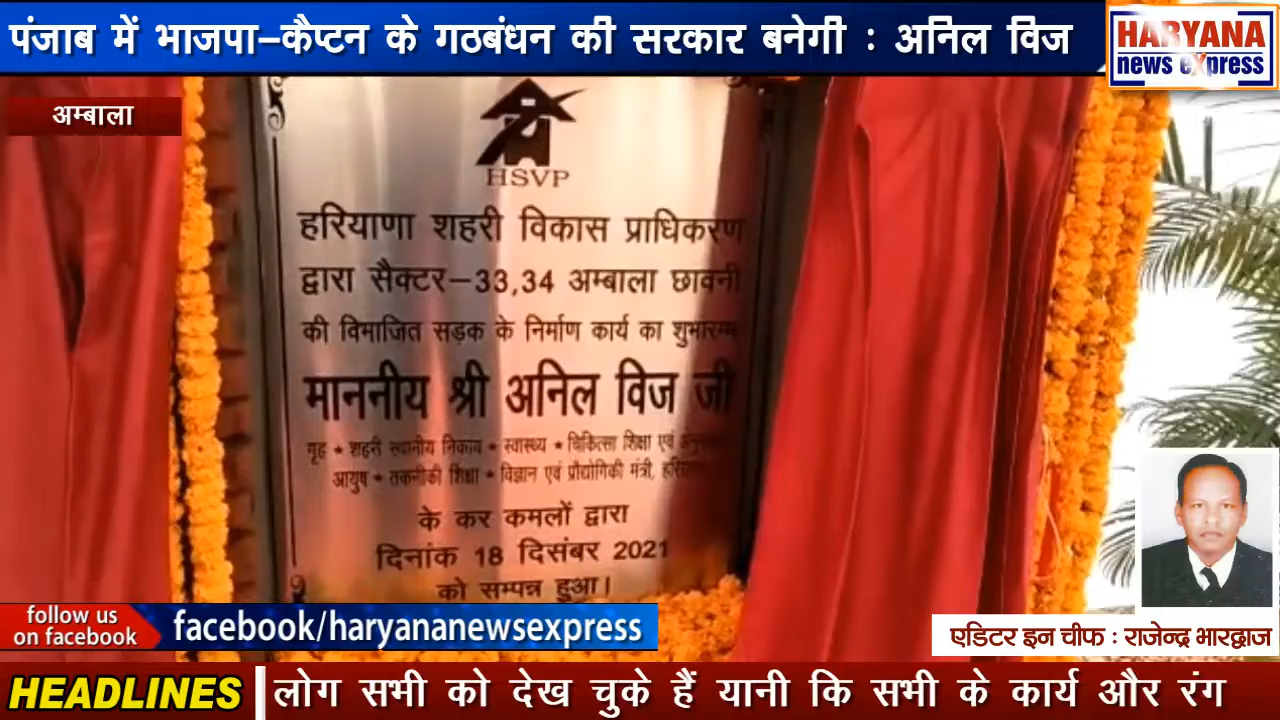 पंजाब में भाजपा-कैप्टन के गठबंधन की सरकार बनेगी : अनिल विज
HARYANA
news express
अम्बाला
HSVP
हरियाणा शहरी विकास प्राधिकरण
द्वारा सैक्टर-33,34 अम्बाला छावनी
की विमाजित सड़क के निर्माण कार्य का शुभारम्भ
माननीय श्री अनिल विज जी
गृह * शहरी स्थानीय निकाय * स्वास्थ्य * चिकित्सा शिक्षा एवं
आयुष * तकनीकी शिक्षा * विज्ञान एवं प्रौद्योगिकी मंत्री,
के कर कमलों द्वारा
दिनांक 18 दिसंबर 2021
को सम्पन्न हुआ।
follow us
on facebook
facebook/haryananewsexpress
एडिटर इन चीफ : राजेन्द्र भारद्वाज
HEADLINES
लोग सभी को देख चुके हैं यानी कि सभी के कार्य और रंग